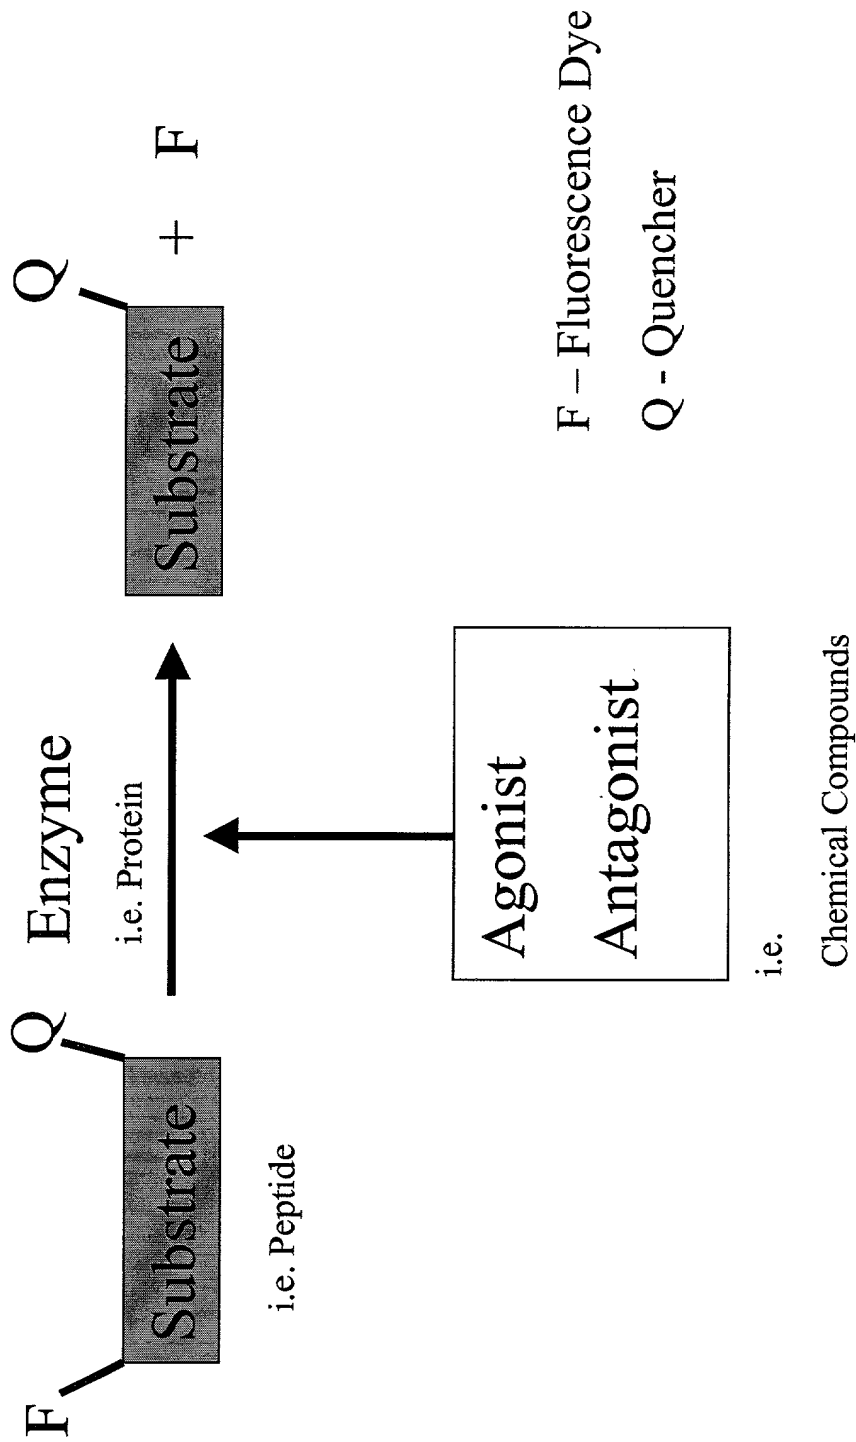 F
Q
Substrate
i.e. Peptide
Enzyme
i.e. Protein
Q
Substrate + F
Agonist
Antagonist
i.e.
Chemical Compounds
F – Fluorescence Dye
Q - Quencher